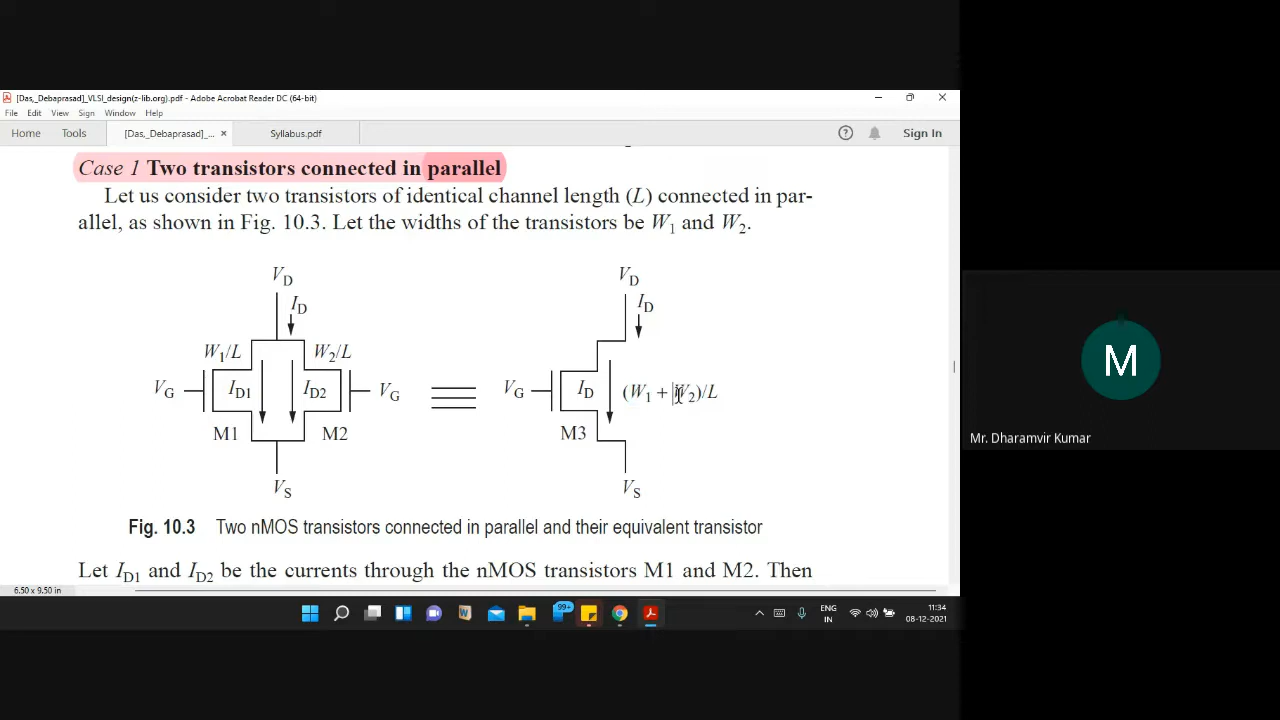 [Das,_Debaprasad]_VLSI_design(z-lib.org).pdf - Adobe Acrobat Reader DC (64-bit)
File Edit View Sign Window Help
Home Tools [Das,_Debaprasad]_... × Syllabus.pdf Sign In
Case 1 Two transistors connected in parallel
Let us consider two transistors of identical channel length (L) connected in par-
allel, as shown in Fig. 10.3. Let the widths of the transistors be W1 and W2.
VD VD
ID ID
W1/L W2/L
VG ID1 ID2 VG VG ID (W1 + W2)/L
M1 M2 M3
VS VS
Fig. 10.3 Two nMOS transistors connected in parallel and their equivalent transistor
Let ID1 and ID2 be the currents through the nMOS transistors M1 and M2. Then
6.50 x 9.50 in
M
Mr. Dharamvir Kumar
99+
W
ENG
IN
11:34
08-12-2021